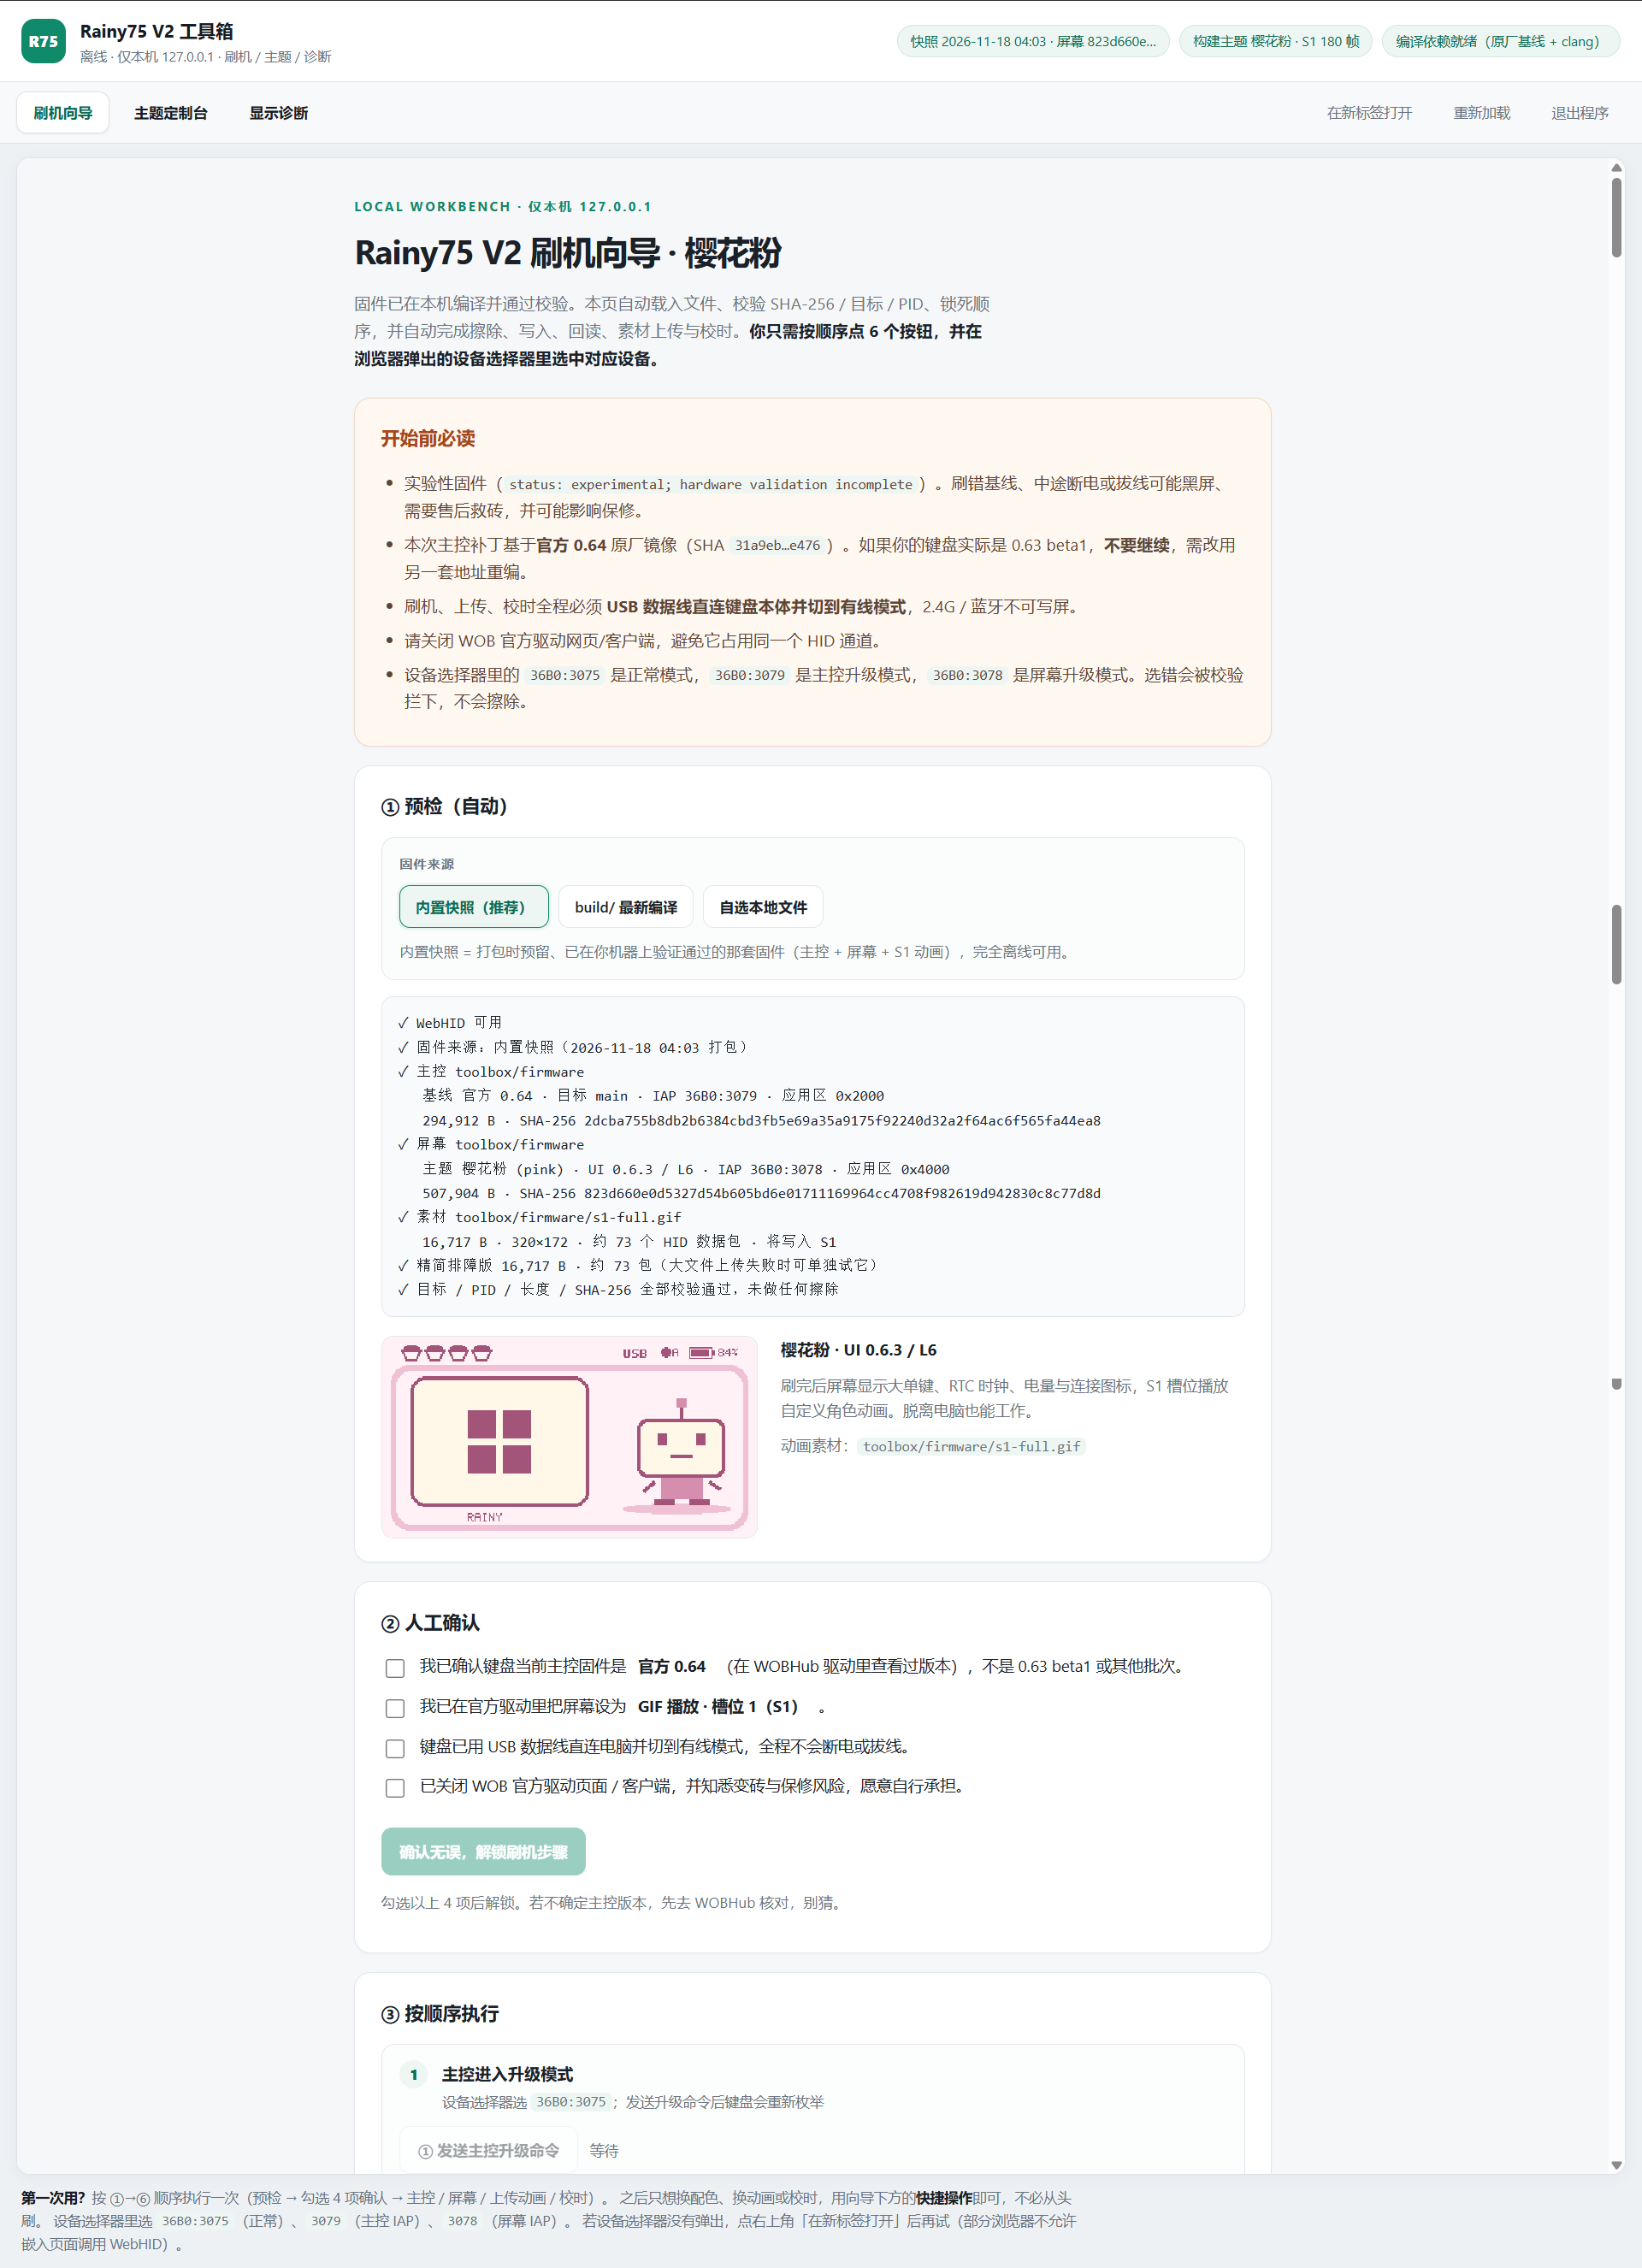 R75
Rainy75 V2 工具箱
离线 · 仅本机 127.0.0.1 · 刷机 / 主题 / 诊断
快照 2026-11-18 04:03 · 屏幕 823d660e…
构建主题 樱花粉 · S1 180 帧
编译依赖就绪（原厂基线 + clang）
刷机向导
主题定制台
显示诊断
在新标签打开
重新加载
退出程序
LOCAL WORKBENCH · 仅本机 127.0.0.1
Rainy75 V2 刷机向导 · 樱花粉
固件已在本机编译并通过校验。本页自动载入文件、校验 SHA-256 / 目标 / PID、锁死顺
序，并自动完成擦除、写入、回读、素材上传与校时。你只需按顺序点 6 个按钮，并在
浏览器弹出的设备选择器里选中对应设备。
开始前必读
• 实验性固件（ status: experimental; hardware validation incomplete ）。刷错基线、中途断电或拔线可能黑屏、
需要售后救砖，并可能影响保修。
• 本次主控补丁基于官方 0.64 原厂镜像（SHA 31a9eb…e476 ）。如果你的键盘实际是 0.63 beta1，不要继续，需改用
另一套地址重编。
• 刷机、上传、校时全程必须 USB 数据线直连键盘本体并切到有线模式，2.4G / 蓝牙不可写屏。
• 请关闭 WOB 官方驱动网页/客户端，避免它占用同一个 HID 通道。
• 设备选择器里的 36B0:3075 是正常模式， 36B0:3079 是主控升级模式， 36B0:3078 是屏幕升级模式。选错会被校验
拦下，不会擦除。
① 预检（自动）
固件来源
内置快照（推荐）
build/ 最新编译
自选本地文件
内置快照 = 打包时预留、已在你机器上验证通过的那套固件（主控 + 屏幕 + S1 动画），完全离线可用。
✓ WebHID 可用
✓ 固件来源：内置快照（2026-11-18 04:03 打包）
✓ 主控 toolbox/firmware
基线 官方 0.64 · 目标 main · IAP 36B0:3079 · 应用区 0x2000
294,912 B · SHA-256 2dcba755b8db2b6384cbd3fb5e69a35a9175f92240d32a2f64ac6f565fa44ea8
✓ 屏幕 toolbox/firmware
主题 樱花粉 (pink) · UI 0.6.3 / L6 · IAP 36B0:3078 · 应用区 0x4000
507,904 B · SHA-256 823d660e0d5327d54b605bd6e01711169964cc4708f982619d942830c8c77d8d
✓ 素材 toolbox/firmware/s1-full.gif
16,717 B · 320×172 · 约 73 个 HID 数据包 · 将写入 S1
✓ 精简排障版 16,717 B · 约 73 包（大文件上传失败时可单独试它）
✓ 目标 / PID / 长度 / SHA-256 全部校验通过，未做任何擦除
USB A 84%
RAINY
樱花粉 · UI 0.6.3 / L6
刷完后屏幕显示大单键、RTC 时钟、电量与连接图标，S1 槽位播放
自定义角色动画。脱离电脑也能工作。
动画素材： toolbox/firmware/s1-full.gif
② 人工确认
我已确认键盘当前主控固件是 官方 0.64 （在 WOBHub 驱动里查看过版本），不是 0.63 beta1 或其他批次。
我已在官方驱动里把屏幕设为 GIF 播放 · 槽位 1（S1） 。
键盘已用 USB 数据线直连电脑并切到有线模式，全程不会断电或拔线。
已关闭 WOB 官方驱动页面 / 客户端，并知悉变砖与保修风险，愿意自行承担。
确认无误，解锁刷机步骤
勾选以上 4 项后解锁。若不确定主控版本，先去 WOBHub 核对，别猜。
③ 按顺序执行
1 主控进入升级模式
设备选择器选 36B0:3075 ；发送升级命令后键盘会重新枚举
① 发送主控升级命令 等待
第一次用？ 按 ①→⑥ 顺序执行一次（预检 → 勾选 4 项确认 → 主控 / 屏幕 / 上传动画 / 校时）。 之后只想换配色、换动画或校时，用向导下方的快捷操作即可，不必从头
刷。 设备选择器里选 36B0:3075 （正常）、 3079 （主控 IAP）、 3078 （屏幕 IAP）。 若设备选择器没有弹出，点右上角「在新标签打开」后再试（部分浏览器不允许
嵌入页面调用 WebHID）。